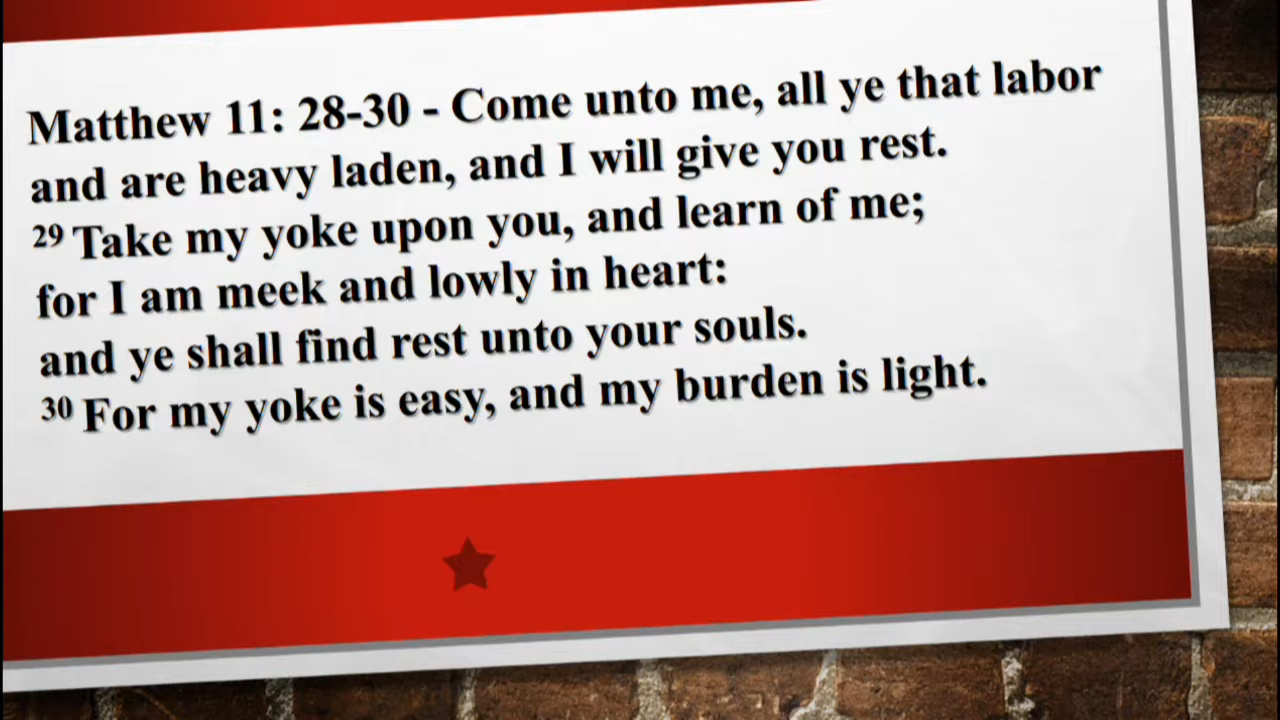 Matthew 11: 28-30 - Come unto me, all ye that labor
and are heavy laden, and I will give you rest.
29 Take my yoke upon you, and learn of me;
for I am meek and lowly in heart:
and ye shall find rest unto your souls.
30 For my yoke is easy, and my burden is light.